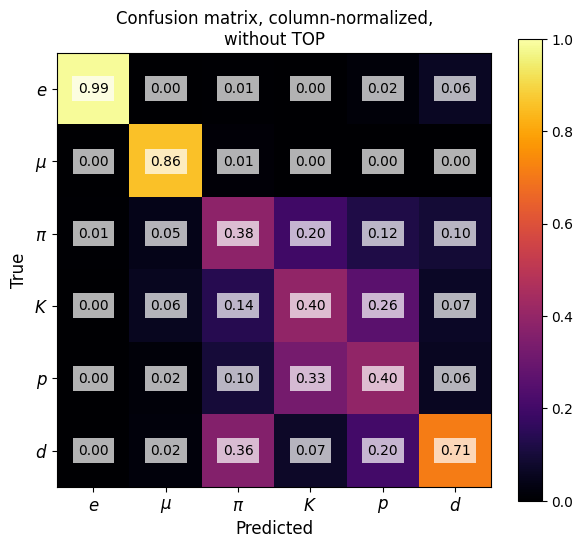 Confusion matrix, column-normalized,
without TOP
1.0
e 0.99 0.00 0.01 0.00 0.02 0.06
μ 0.00 0.86 0.01 0.00 0.00 0.00
0.8
π 0.01 0.05 0.38 0.20 0.12 0.10
0.6
True
K 0.00 0.06 0.14 0.40 0.26 0.07
0.4
p 0.00 0.02 0.10 0.33 0.40 0.06
0.2
d 0.00 0.02 0.36 0.07 0.20 0.71
0.0
e μ π K p d
Predicted